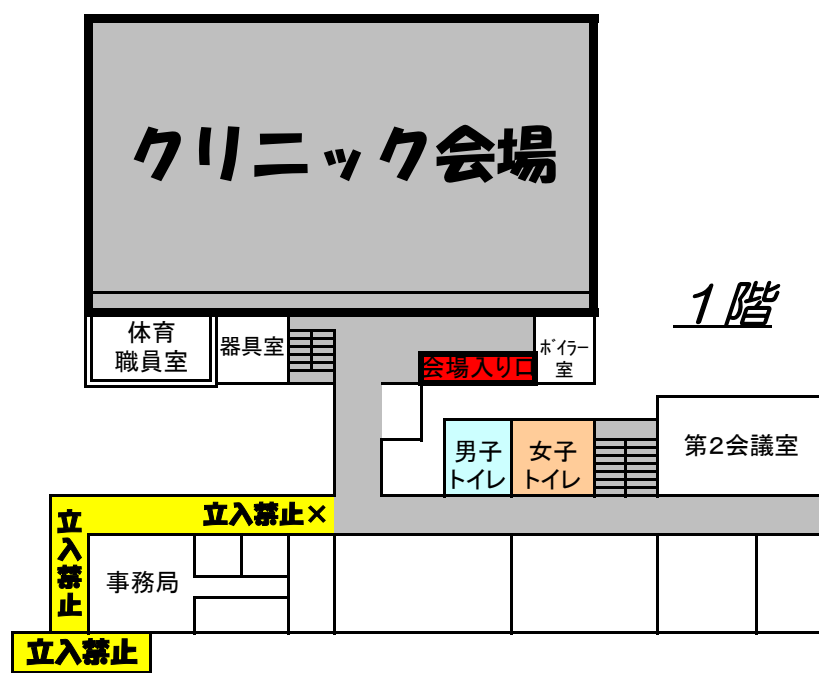 クリニック会場
1階
体育
職員室
器具室
会場入り口
ﾎﾞｲﾗｰ
室
男子
トイレ
女子
トイレ
第2会議室
立入禁止×
立入禁止
事務局
立入禁止